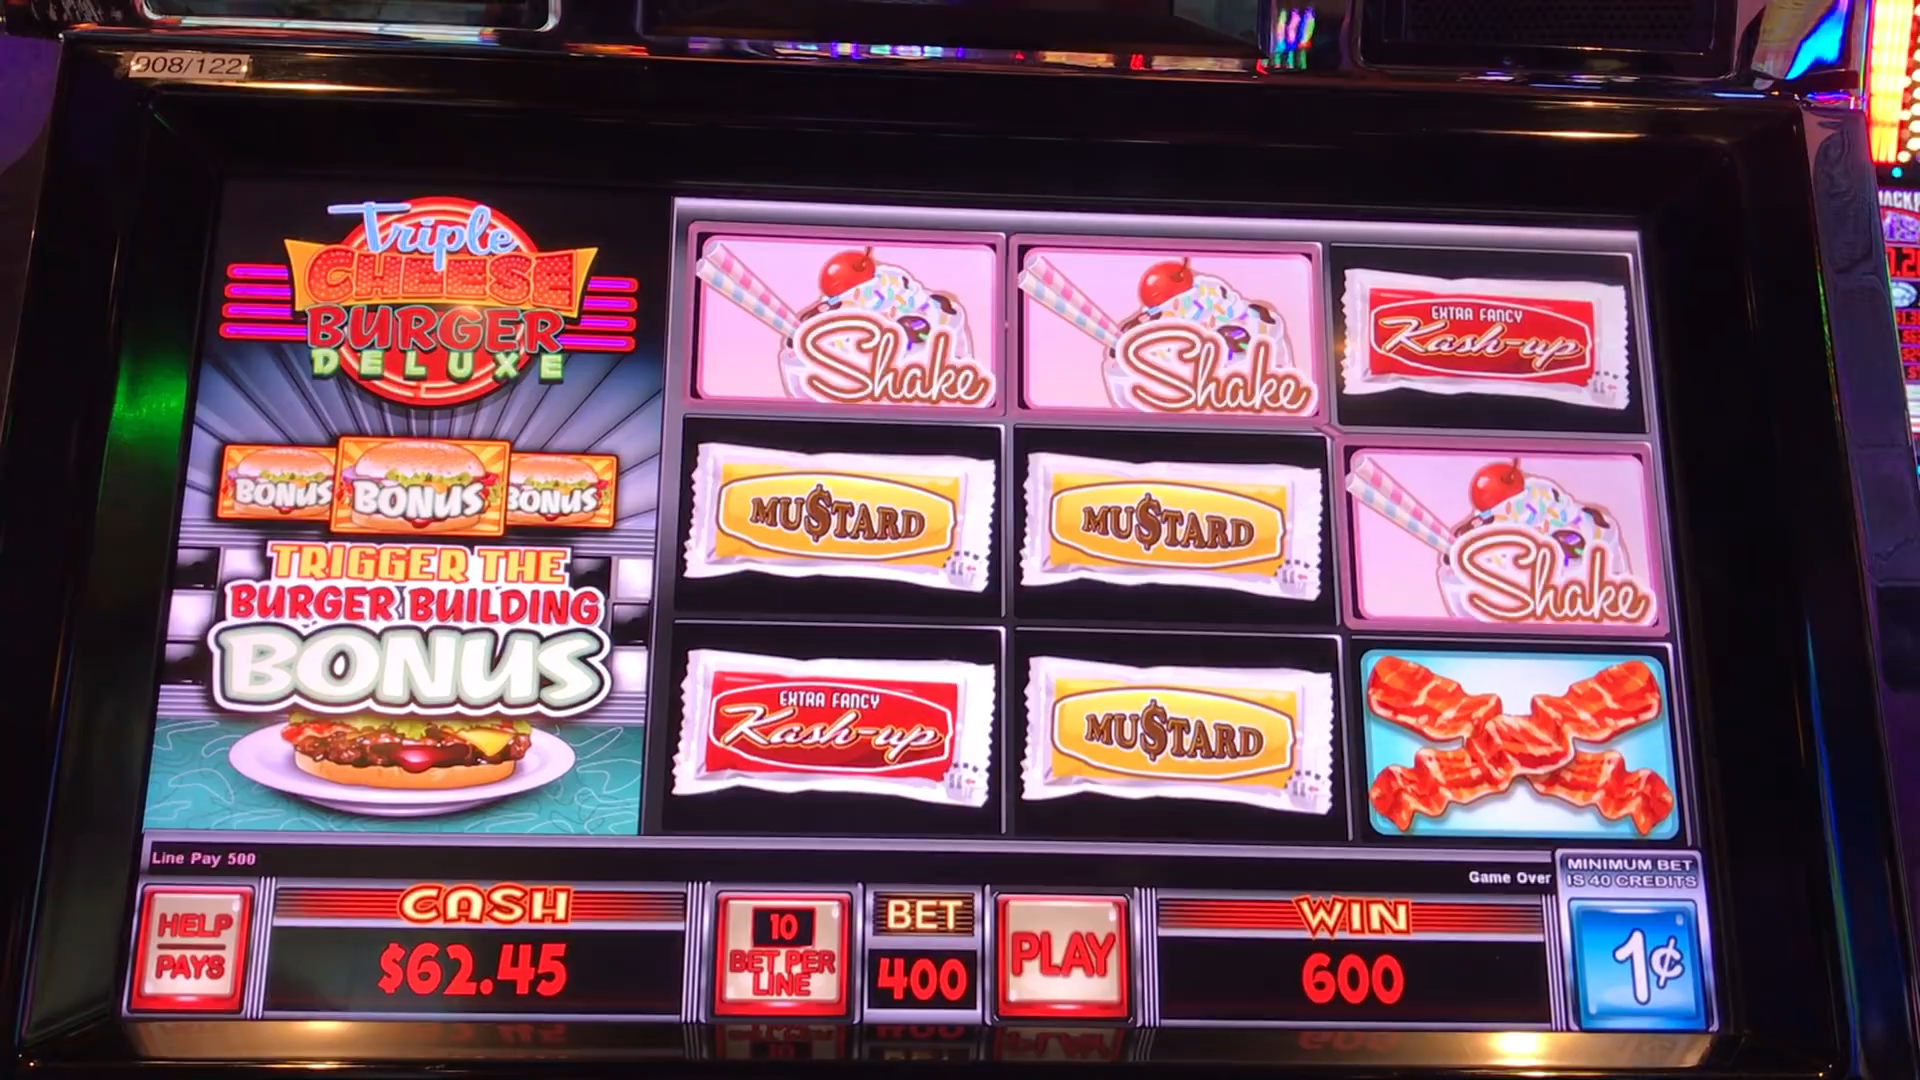 908/122
Triple
CHEESE
BURGER
DELUXE
BONUS BONUS BONUS
TRIGGER THE
BURGER BUILDING
BONUS
Shake
Shake
EXTRA FANCY
Kash-up
MU$TARD
MU$TARD
Shake
EXTRA FANCY
Kash-up
MU$TARD
Line Pay 500
Game Over
MINIMUM BET
IS 40 CREDITS
HELP
PAYS
CASH
$62.45
10
BET PER
LINE
BET
400
PLAY
WIN
600
1¢